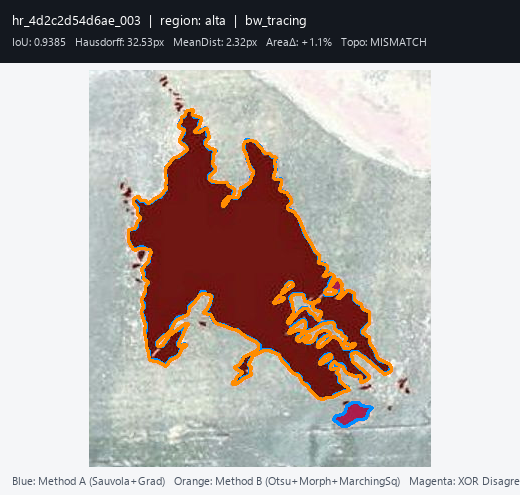 hr_4d2c2d54d6ae_003 | region: alta | bw_tracing
IoU: 0.9385 Hausdorff: 32.53px MeanDist: 2.32px AreaΔ: +1.1% Topo: MISMATCH
Blue: Method A (Sauvola+Grad) Orange: Method B (Otsu+Morph+MarchingSq) Magenta: XOR Disagre